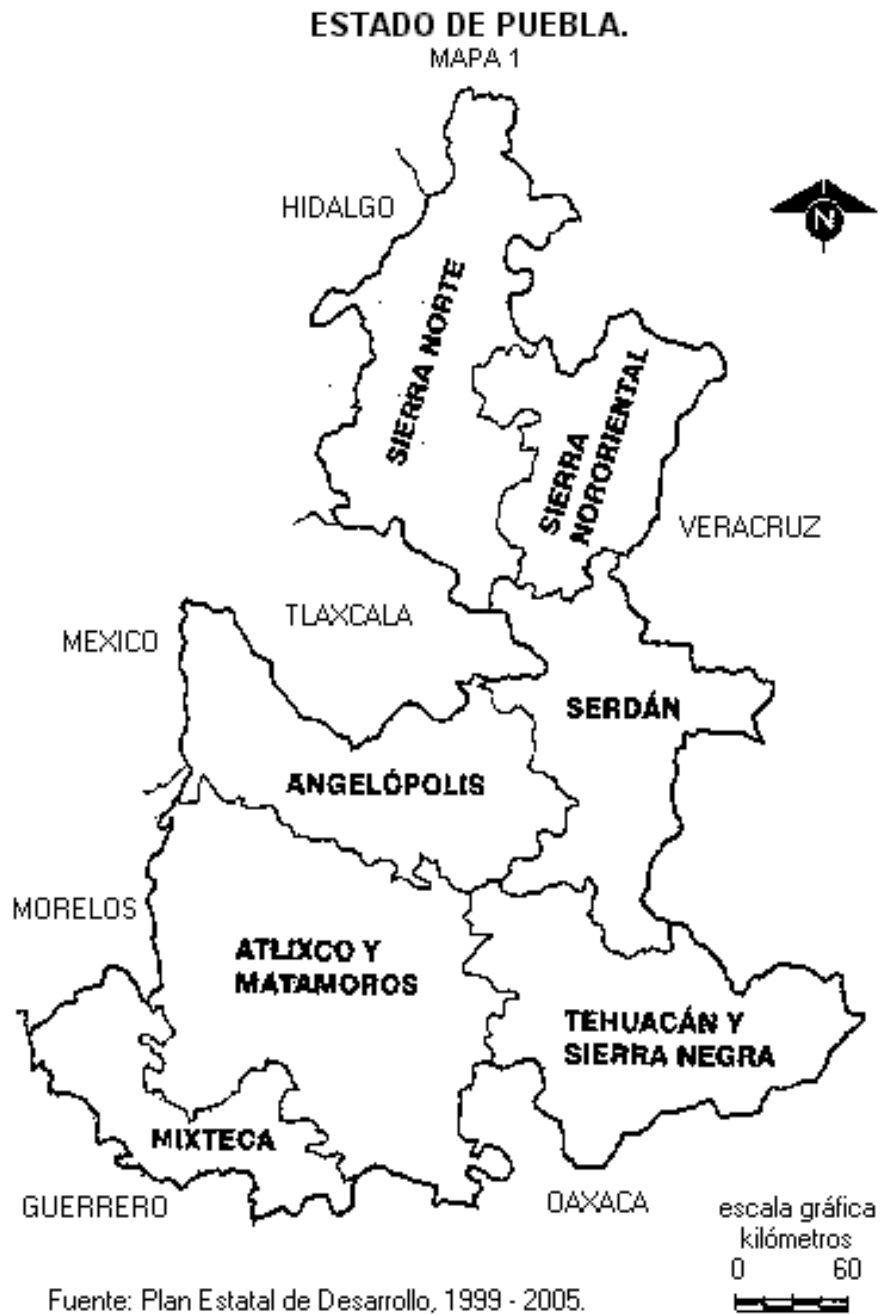 ESTADO DE PUEBLA.
MAPA 1
HIDALGO
N
SIERRA NORTE
SIERRA
NORORIENTAL
VERACRUZ
TLAXCALA
MEXICO
SERDÁN
ANGELÓPOLIS
MORELOS
ATLIXCO Y
MATAMOROS
TEHUACÁN Y
SIERRA NEGRA
MIXTECA
GUERRERO
OAXACA
escala gráfica
kilómetros
0 60
Fuente: Plan Estatal de Desarrollo, 1999 - 2005.